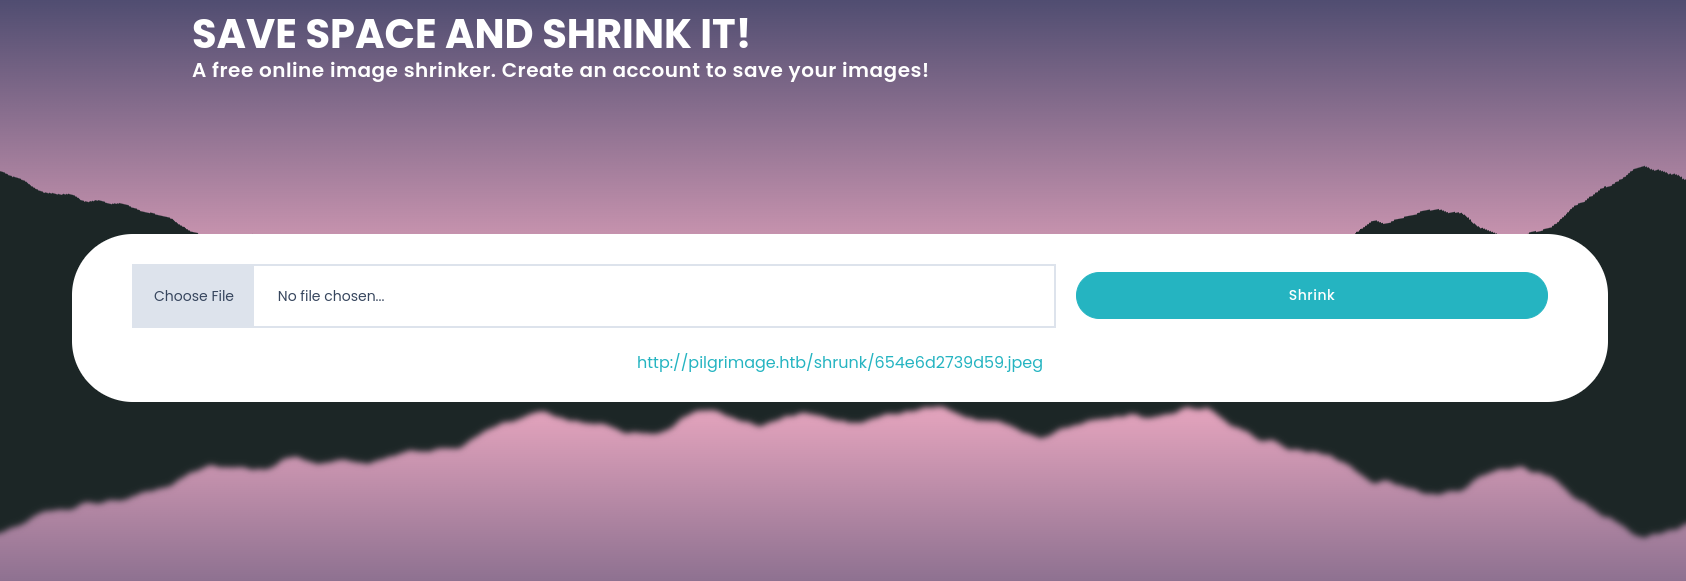 SAVE SPACE AND SHRINK IT!
A free online image shrinker. Create an account to save your images!
Choose File No file chosen... Shrink
http://pilgrimage.htb/shrunk/654e6d2739d59.jpeg